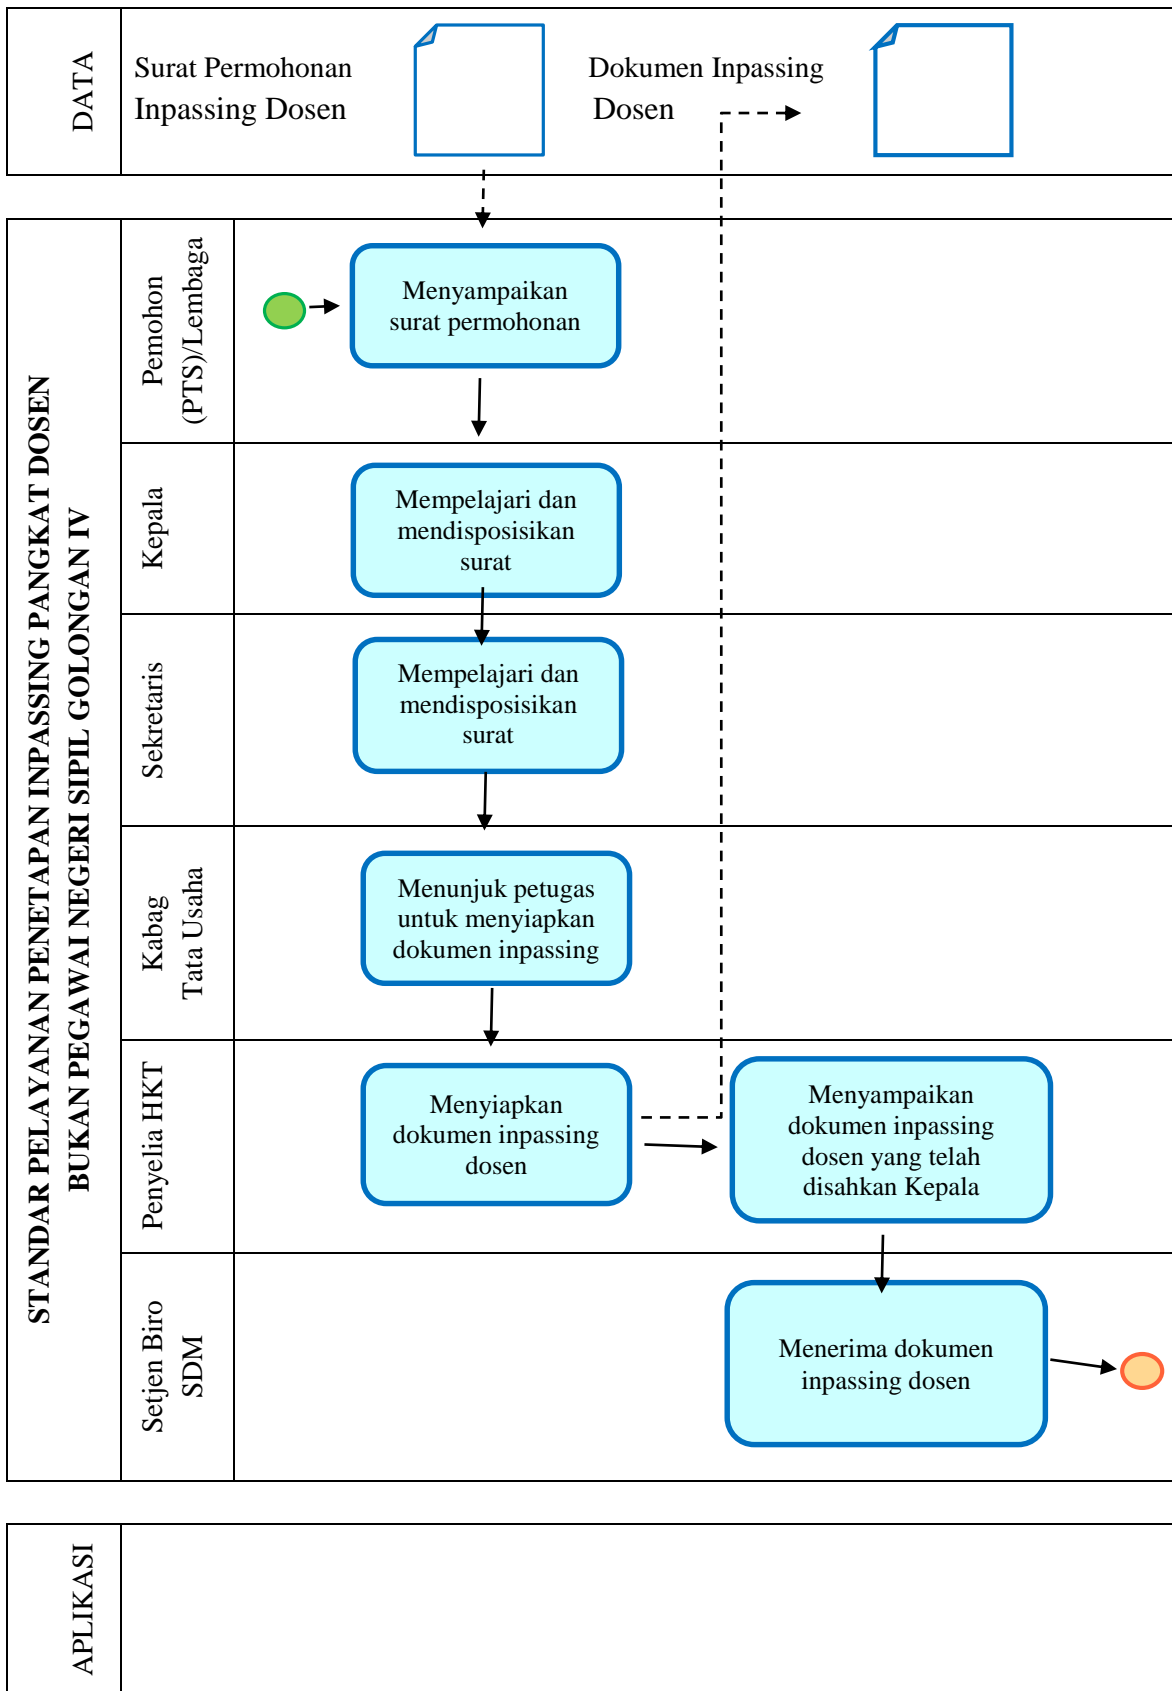 DATA
Surat Permohonan
Inpassing Dosen
Dokumen Inpassing
Dosen
STANDAR PELAYANAN PENETAPAN INPASSING PANGKAT DOSEN
BUKAN PEGAWAI NEGERI SIPIL GOLONGAN IV
Pemohon
(PTS)/Lembaga
Menyampaikan
surat permohonan
Kepala
Mempelajari dan
mendisposisikan
surat
Sekretaris
Mempelajari dan
mendisposisikan
surat
Kabag
Tata Usaha
Menunjuk petugas
untuk menyiapkan
dokumen inpassing
Penyelia HKT
Menyiapkan
dokumen inpassing
dosen
Menyampaikan
dokumen inpassing
dosen yang telah
disahkan Kepala
Setjen Biro
SDM
Menerima dokumen
inpassing dosen
APLIKASI